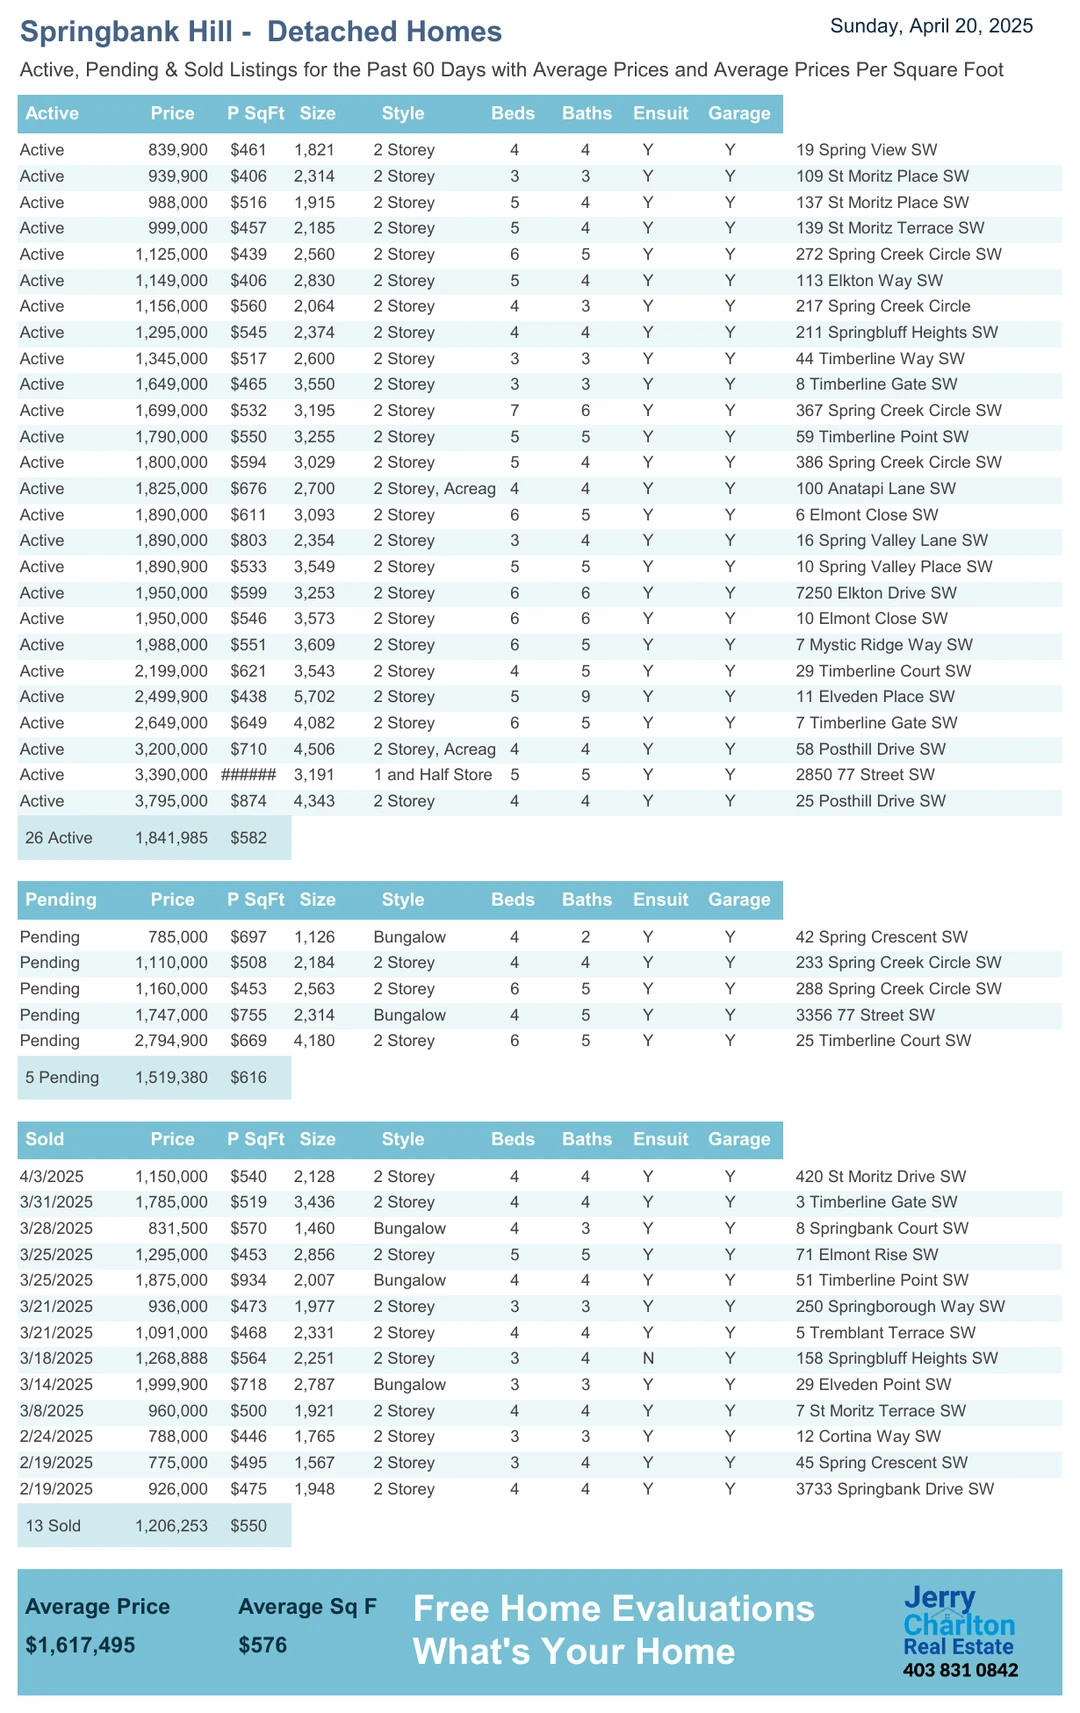 Springbank Hill -  Detached Homes
Sunday, April 20, 2025
Active, Pending & Sold Listings for the Past 60 Days with Average Prices and Average Prices Per Square Foot
Active Price P SqFt Size Style Beds Baths Ensuit Garage
Active 839,900 $461 1,821 2 Storey 4 4 Y Y 19 Spring View SW
Active 939,900 $406 2,314 2 Storey 3 3 Y Y 109 St Moritz Place SW
Active 988,000 $516 1,915 2 Storey 5 4 Y Y 137 St Moritz Place SW
Active 999,000 $457 2,185 2 Storey 5 4 Y Y 139 St Moritz Terrace SW
Active 1,125,000 $439 2,560 2 Storey 6 5 Y Y 272 Spring Creek Circle SW
Active 1,149,000 $406 2,830 2 Storey 5 4 Y Y 113 Elkton Way SW
Active 1,156,000 $560 2,064 2 Storey 4 3 Y Y 217 Spring Creek Circle
Active 1,295,000 $545 2,374 2 Storey 4 4 Y Y 211 Springbluff Heights SW
Active 1,345,000 $517 2,600 2 Storey 3 3 Y Y 44 Timberline Way SW
Active 1,649,000 $465 3,550 2 Storey 3 3 Y Y 8 Timberline Gate SW
Active 1,699,000 $532 3,195 2 Storey 7 6 Y Y 367 Spring Creek Circle SW
Active 1,790,000 $550 3,255 2 Storey 5 5 Y Y 59 Timberline Point SW
Active 1,800,000 $594 3,029 2 Storey 5 4 Y Y 386 Spring Creek Circle SW
Active 1,825,000 $676 2,700 2 Storey, Acreag 4 4 Y Y 100 Anatapi Lane SW
Active 1,890,000 $611 3,093 2 Storey 6 5 Y Y 6 Elmont Close SW
Active 1,890,000 $803 2,354 2 Storey 3 4 Y Y 16 Spring Valley Lane SW
Active 1,890,900 $533 3,549 2 Storey 5 5 Y Y 10 Spring Valley Place SW
Active 1,950,000 $599 3,253 2 Storey 6 6 Y Y 7250 Elkton Drive SW
Active 1,950,000 $546 3,573 2 Storey 6 6 Y Y 10 Elmont Close SW
Active 1,988,000 $551 3,609 2 Storey 6 5 Y Y 7 Mystic Ridge Way SW
Active 2,199,000 $621 3,543 2 Storey 4 5 Y Y 29 Timberline Court SW
Active 2,499,900 $438 5,702 2 Storey 5 9 Y Y 11 Elveden Place SW
Active 2,649,000 $649 4,082 2 Storey 6 5 Y Y 7 Timberline Gate SW
Active 3,200,000 $710 4,506 2 Storey, Acreag 4 4 Y Y 58 Posthill Drive SW
Active 3,390,000 ###### 3,191 1 and Half Store 5 5 Y Y 2850 77 Street SW
Active 3,795,000 $874 4,343 2 Storey 4 4 Y Y 25 Posthill Drive SW
26 Active 1,841,985 $582
Pending Price P SqFt Size Style Beds Baths Ensuit Garage
Pending 785,000 $697 1,126 Bungalow 4 2 Y Y 42 Spring Crescent SW
Pending 1,110,000 $508 2,184 2 Storey 4 4 Y Y 233 Spring Creek Circle SW
Pending 1,160,000 $453 2,563 2 Storey 6 5 Y Y 288 Spring Creek Circle SW
Pending 1,747,000 $755 2,314 Bungalow 4 5 Y Y 3356 77 Street SW
Pending 2,794,900 $669 4,180 2 Storey 6 5 Y Y 25 Timberline Court SW
5 Pending 1,519,380 $616
Sold Price P SqFt Size Style Beds Baths Ensuit Garage
4/3/2025 1,150,000 $540 2,128 2 Storey 4 4 Y Y 420 St Moritz Drive SW
3/31/2025 1,785,000 $519 3,436 2 Storey 4 4 Y Y 3 Timberline Gate SW
3/28/2025 831,500 $570 1,460 Bungalow 4 3 Y Y 8 Springbank Court SW
3/25/2025 1,295,000 $453 2,856 2 Storey 5 5 Y Y 71 Elmont Rise SW
3/25/2025 1,875,000 $934 2,007 Bungalow 4 4 Y Y 51 Timberline Point SW
3/21/2025 936,000 $473 1,977 2 Storey 3 3 Y Y 250 Springborough Way SW
3/21/2025 1,091,000 $468 2,331 2 Storey 4 4 Y Y 5 Tremblant Terrace SW
3/18/2025 1,268,888 $564 2,251 2 Storey 3 4 N Y 158 Springbluff Heights SW
3/14/2025 1,999,900 $718 2,787 Bungalow 3 3 Y Y 29 Elveden Point SW
3/8/2025 960,000 $500 1,921 2 Storey 4 4 Y Y 7 St Moritz Terrace SW
2/24/2025 788,000 $446 1,765 2 Storey 3 3 Y Y 12 Cortina Way SW
2/19/2025 775,000 $495 1,567 2 Storey 3 4 Y Y 45 Spring Crescent SW
2/19/2025 926,000 $475 1,948 2 Storey 4 4 Y Y 3733 Springbank Drive SW
13 Sold 1,206,253 $550
Average Price Average Sq F
$1,617,495 $576
Free Home Evaluations
What's Your Home
Jerry
Charlton
Real Estate
403 831 0842